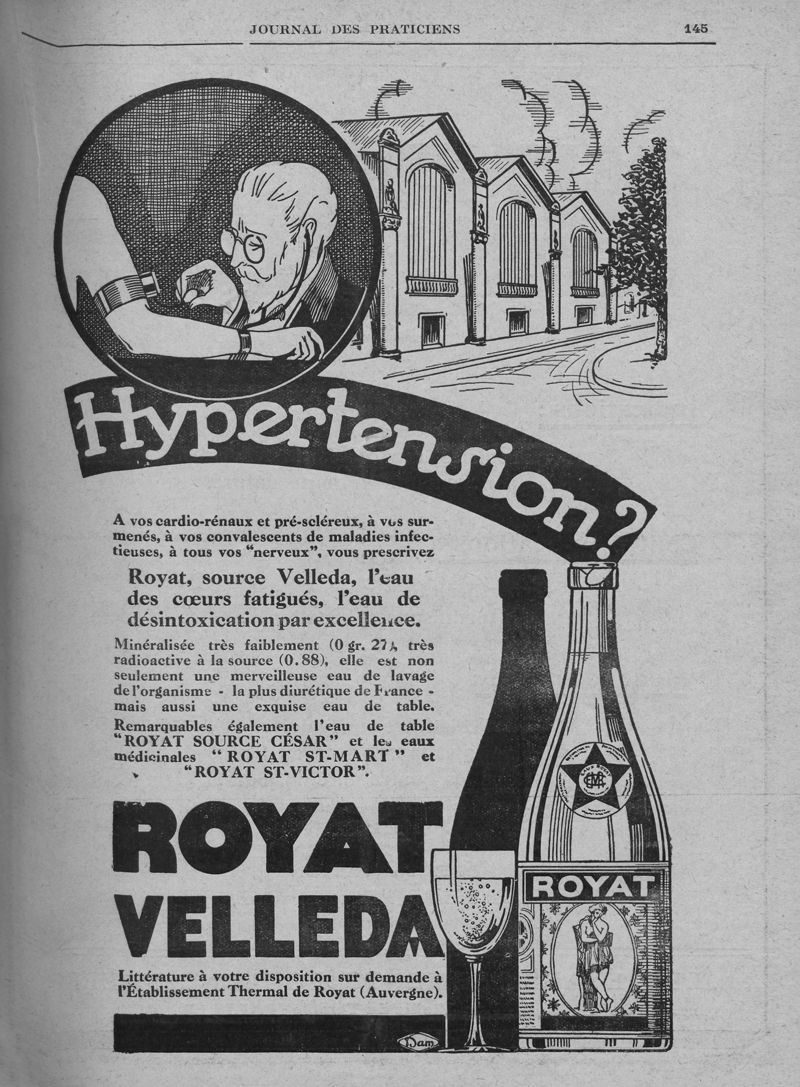 JOURNAL DES PRATICIENS
145
Hypertension?
A vos cardio-rénaux et pré-scléreux, à vos sur-
menés, à vos convalescents de maladies infec-
tieuses, à tous vos "nerveux", vous prescrivez
Royat, source Velleda, l'eau
des cœurs fatigués, l'eau de
désintoxication par excellence.
Minéralisée très faiblement (0 gr. 27), très
radioactive à la source (0.88), elle est non
seulement une merveilleuse eau de lavage
de l'organisme - la plus diurétique de France -
mais aussi une exquise eau de table.
Remarquables également l'eau de table
"ROYAT SOURCE CÉSAR" et les eaux
médicinales "ROYAT ST-MART" et
"ROYAT ST-VICTOR".
ROYAT
VELLEDA
ROYAT
Littérature à votre disposition sur demande à
l'Établissement Thermal de Royat (Auvergne).
Dam